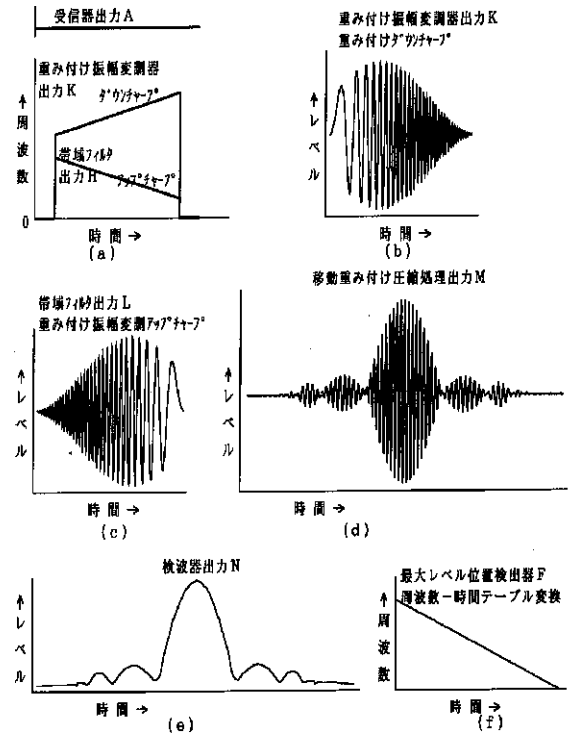 受信器出力A
重み付け振幅変調器
出力K
ﾀﾞｳﾝﾁｬｰﾌﾟ
帯域ﾌｨﾙﾀ
出力H
ｱｯﾌﾟﾁｬｰﾌﾟ
↑周波数
0
時間→
(a)
重み付け振幅変調器出力K
重み付けﾀﾞｳﾝﾁｬｰﾌﾟ
↑レベル
時間→
(b)
帯域ﾌｨﾙﾀ出力L
重み付け振幅変調ｱｯﾌﾟﾁｬｰﾌﾟ
↑レベル
時間→
(c)
移動重み付け圧縮処理出力M
↑レベル
時間→
(d)
検波器出力N
↑レベル
時間→
(e)
最大レベル位置検出器F
周波数－時間テーブル変換
↑周波数
時間→
(f)